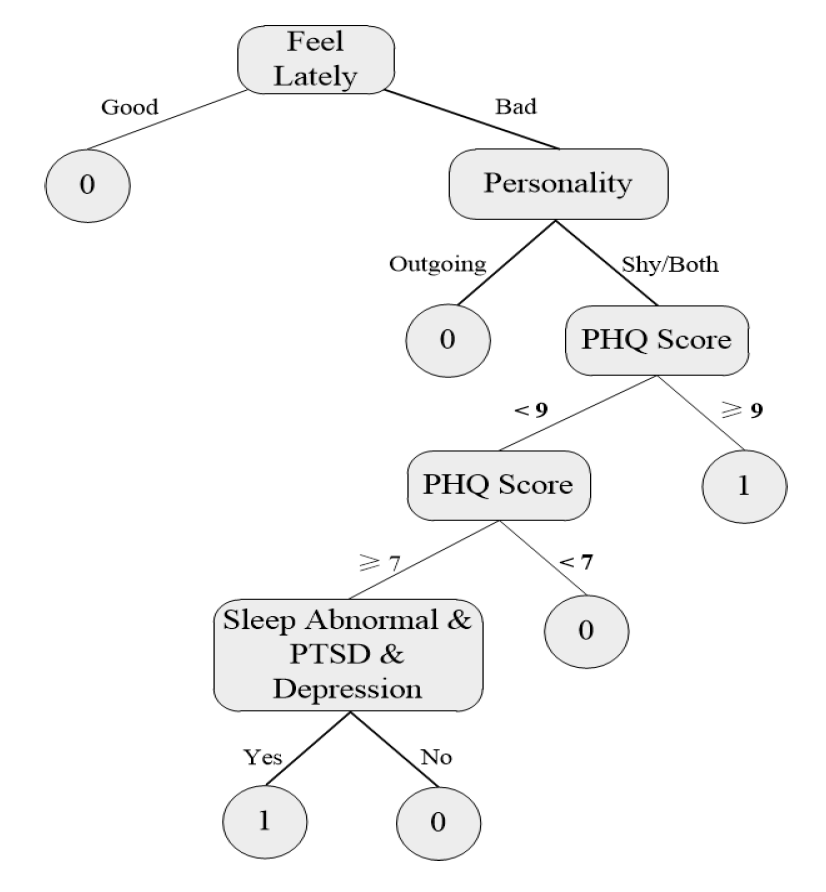 Feel
Lately
Good
Bad
0
Personality
Outgoing
Shy/Both
0
PHQ Score
< 9
≥ 9
PHQ Score
1
≥ 7
< 7
Sleep Abnormal &
PTSD &
Depression
0
Yes
No
1
0